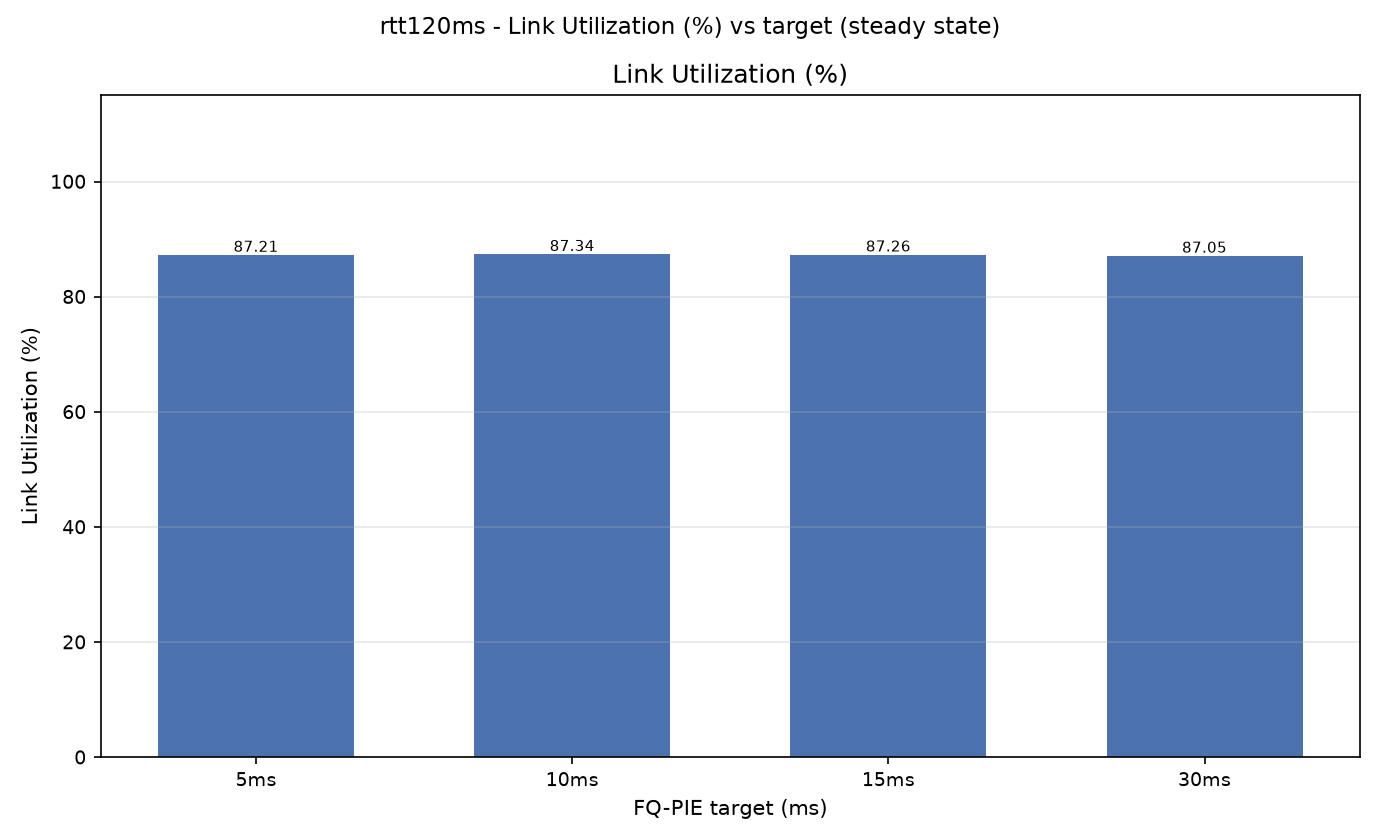 rtt120ms - Link Utilization (%) vs target (steady state)
Link Utilization (%)
Link Utilization (%)
100
80
60
40
20
0
87.21
87.34
87.26
87.05
5ms
10ms
15ms
30ms
FQ-PIE target (ms)